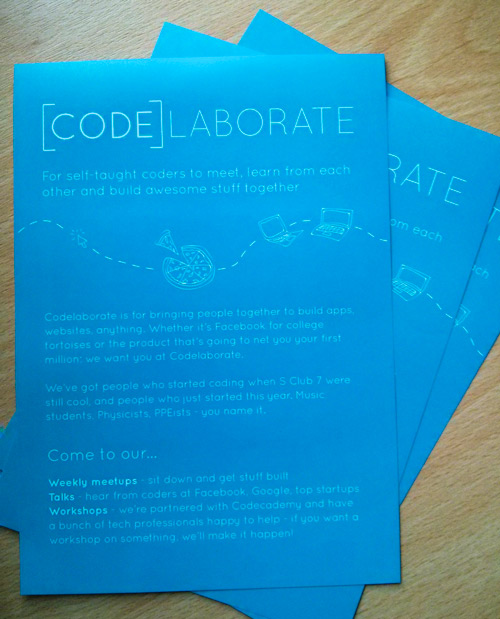 [CODE]LABORATE
For self-taught coders to meet, learn from each
other and build awesome stuff together
Codelaborate is for bringing people together to build apps,
websites, anything. Whether it's Facebook for college
tortoises or the product that's going to net you your first
million: we want you at Codelaborate.
We've got people who started coding when S Club 7 were
still cool, and people who just started this year. Music
students, Physicists, PPEists - you name it.
Come to our...
Weekly meetups - sit down and get stuff built
Talks - hear from coders at Facebook, Google, top startups
Workshops - we're partnered with Codecademy and have
a bunch of tech professionals happy to help - if you want a
workshop on something, we'll make it happen!
RATE
om each
each